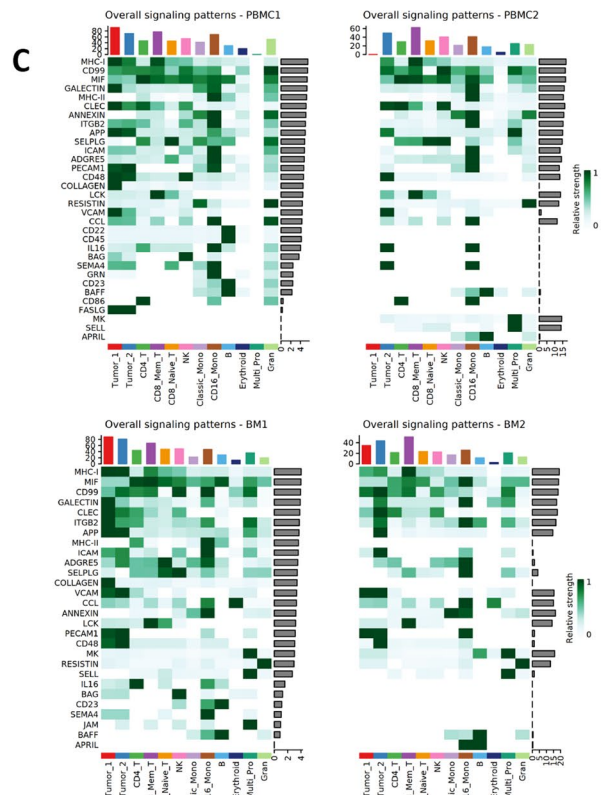 C
Overall signaling patterns - PBMC1
80
60
40
20
0
MHC-I
CD99
MIF
GALECTIN
MHC-II
CLEC
ANNEXIN
ITGB2
APP
SELPLG
ICAM
ADGRE5
PECAM1
CD48
COLLAGEN
LCK
RESISTIN
VCAM
CCL
CD22
CD45
IL16
BAG
SEMA4
GRN
CD23
BAFF
CD86
FASLG
MK
SELL
APRIL
Tumor_1
Tumor_2
CD4_T
CD8_Mem_T
CD8_Naive_T
NK
Classic_Mono
CD16_Mono
B
Erythroid
Multi_Pro
Gran
0 2 4
Overall signaling patterns - PBMC2
60
40
20
0
Tumor_1
Tumor_2
CD4_T
CD8_Mem_T
CD8_Naive_T
NK
Classic_Mono
CD16_Mono
B
Erythroid
Multi_Pro
Gran
0 5 10 15
Relative strength
1
0
Overall signaling patterns - BM1
80
60
40
20
0
MHC-I
MIF
CD99
GALECTIN
CLEC
ITGB2
APP
MHC-II
ICAM
ADGRE5
SELPLG
COLLAGEN
VCAM
CCL
ANNEXIN
LCK
PECAM1
CD48
MK
RESISTIN
SELL
IL16
BAG
CD23
SEMA4
JAM
BAFF
APRIL
Tumor_1
Tumor_2
CD4_T
_Mem_T
Naive_T
NK
ic_Mono
6_Mono
B
Erythroid
Multi_Pro
Gran
0 1 2 3 4
Overall signaling patterns - BM2
40
20
0
Tumor_1
Tumor_2
CD4_T
_Mem_T
Naive_T
NK
ic_Mono
16_Mono
B
Erythroid
Multi_Pro
Gran
0 5 10 15 20
Relative strength
1
0